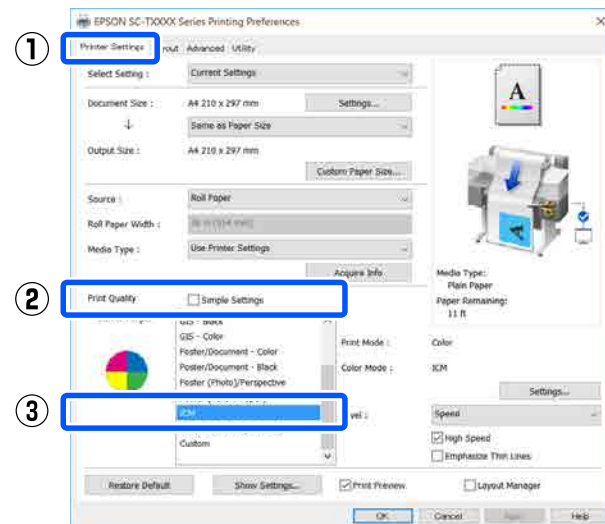 EPSON SC-TXXXX Series Printing Preferences
①
Printer Settings out Advanced Utility
Select Setting : Current Settings
Document Size : A4 210 x 297 mm Settings...
Same as Paper Size
Output Size : A4 210 x 297 mm
Custom Paper Size...
A
Source : Roll Paper
Roll Paper Width :
Media Type : Use Printer Settings
Acquire Info
Media Type:
Plain Paper
Paper Remaining:
11 ft
②
Print Quality Simple Settings
GIS - Black
GIS - Color
Poster/Document - Color
Poster/Document - Black
Poster (Photo)/Perspective
③
ICM
Custom
Print Mode : Color
Color Mode : ICM
Settings...
vel : Speed
High Speed
Emphasize Thin Lines
Restore Default Show Settings... Print Preview Layout Manager
OK Cancel Help